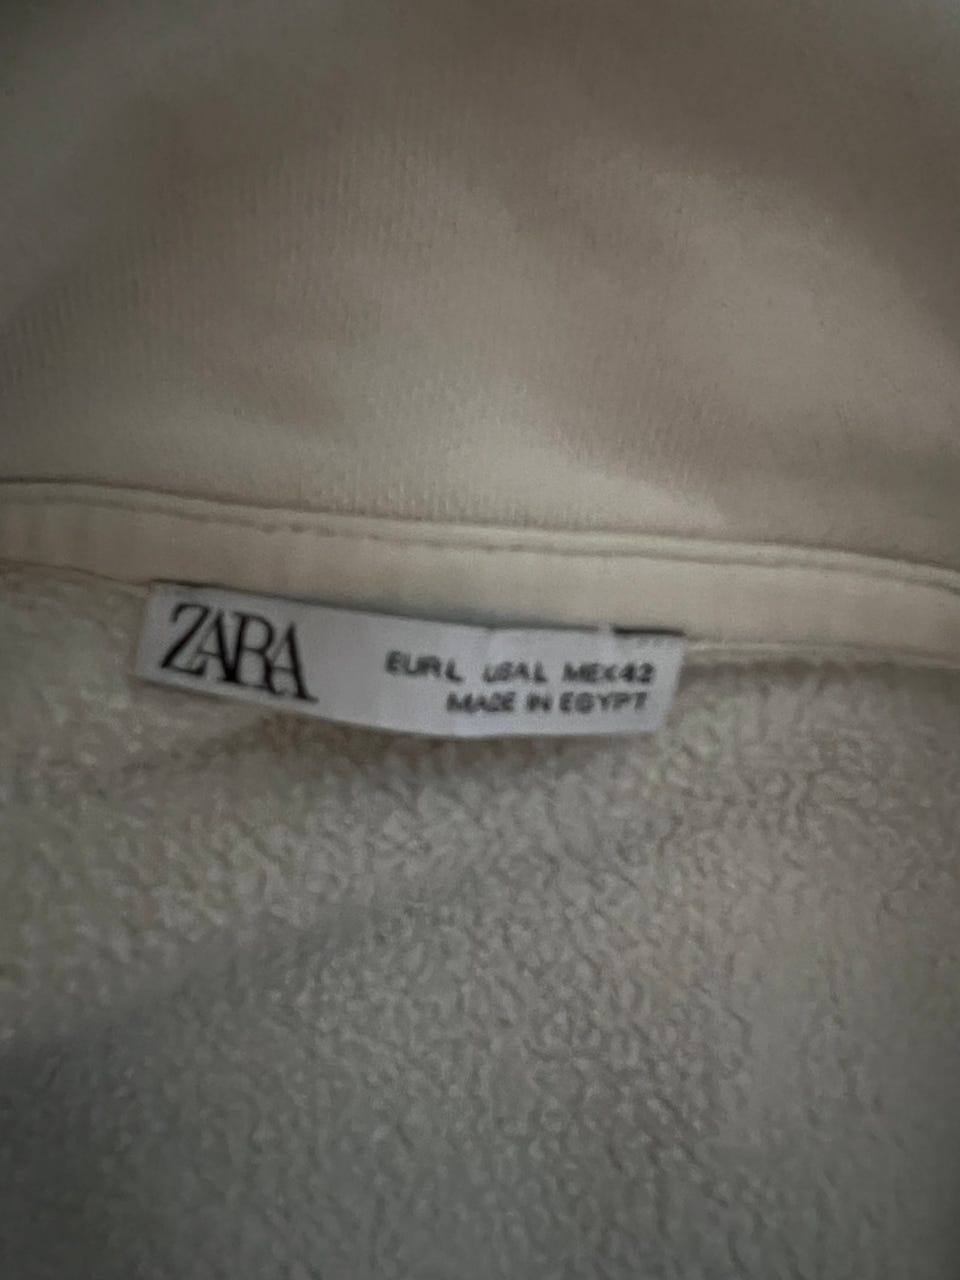 ZARA
EUR L USA L MEX 42
MADE IN EGYPT